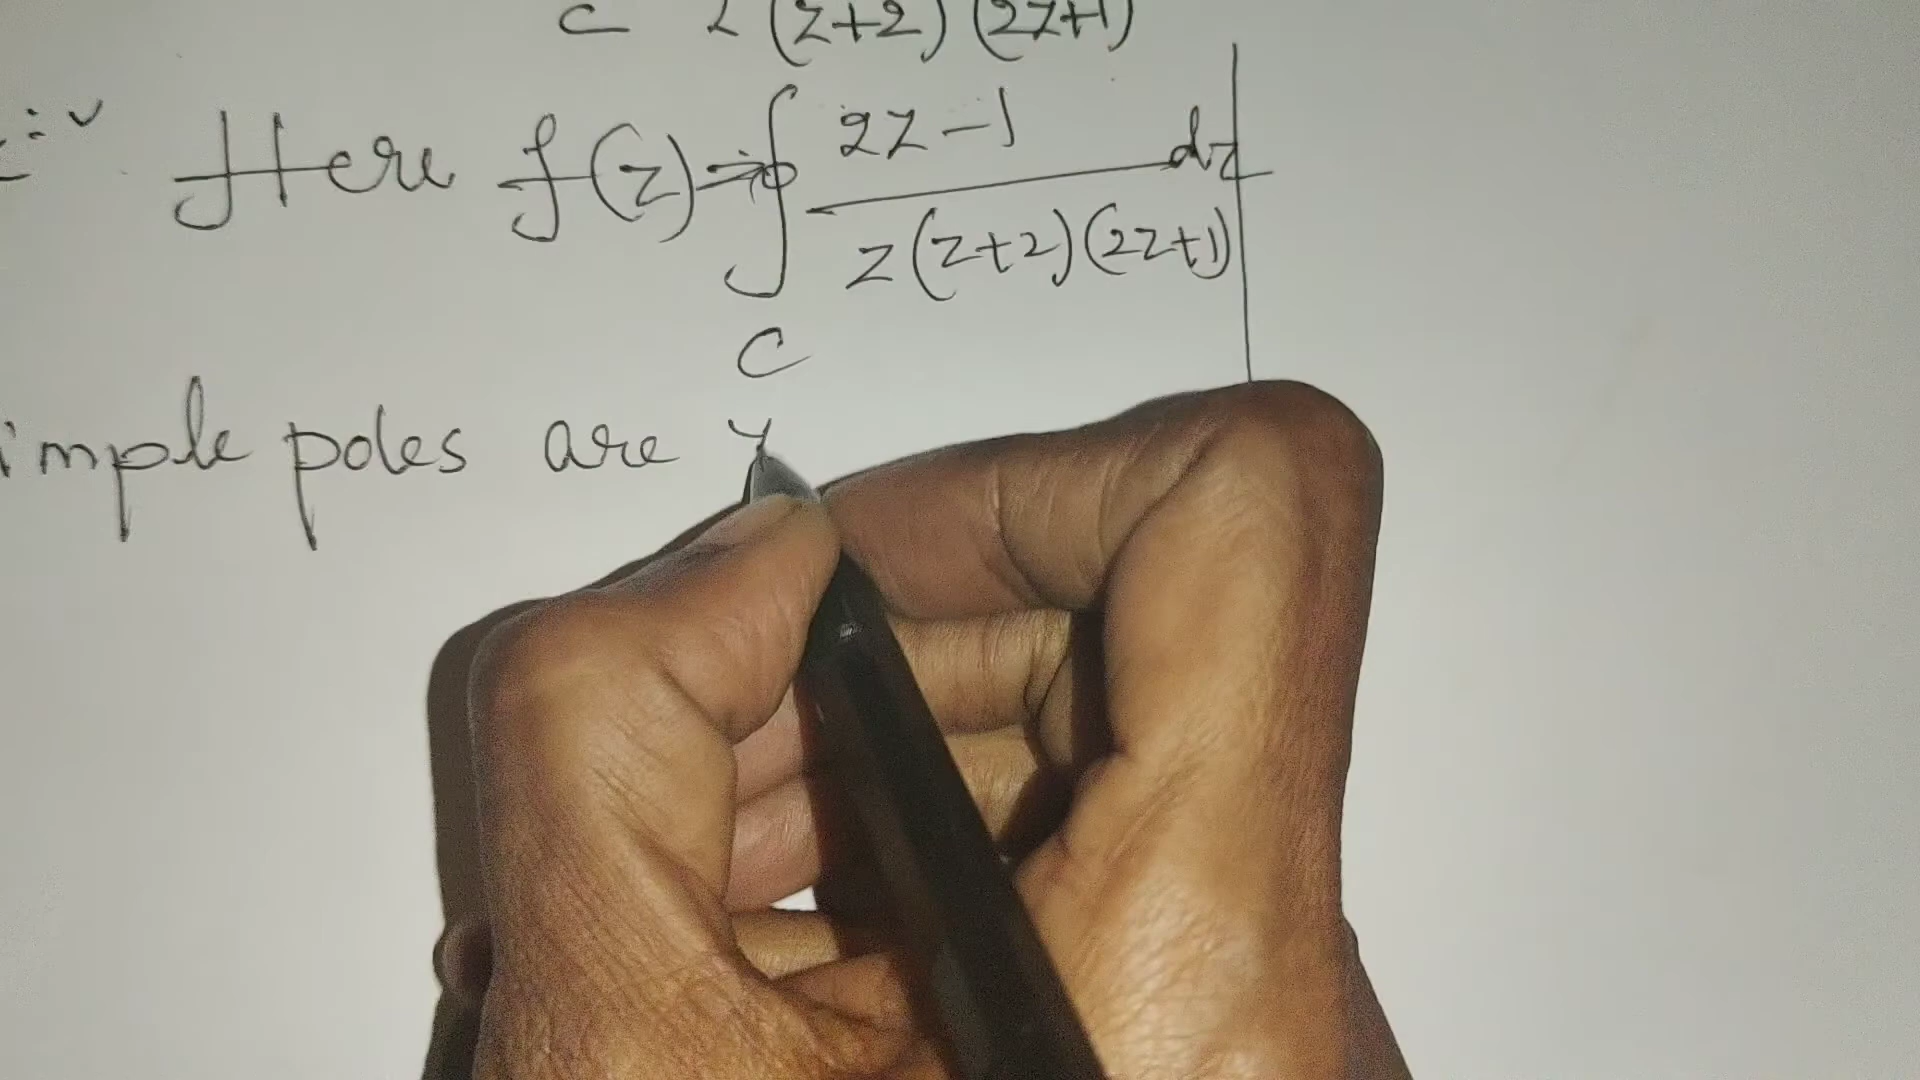 c z(z+2)(2z+1)
Here f(z) = ∮ 2z-1 dz
z(z+2)(2z+1)
C
imple poles are